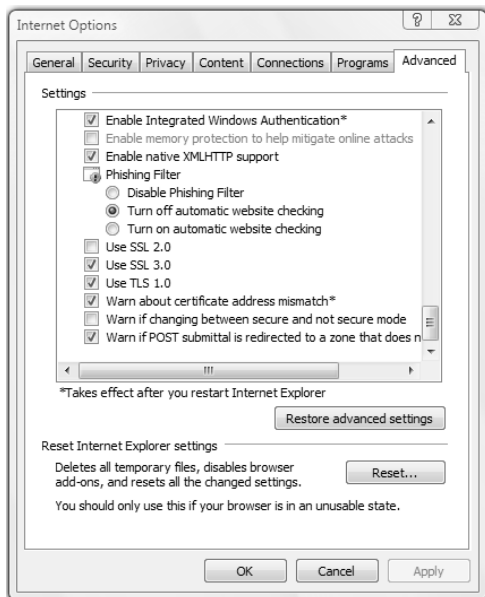 Internet Options
General Security Privacy Content Connections Programs Advanced
Settings
Enable Integrated Windows Authentication*
Enable memory protection to help mitigate online attacks
Enable native XMLHTTP support
Phishing Filter
Disable Phishing Filter
Turn off automatic website checking
Turn on automatic website checking
Use SSL 2.0
Use SSL 3.0
Use TLS 1.0
Warn about certificate address mismatch*
Warn if changing between secure and not secure mode
Warn if POST submittal is redirected to a zone that does n
*Takes effect after you restart Internet Explorer
Restore advanced settings
Reset Internet Explorer settings
Deletes all temporary files, disables browser
add-ons, and resets all the changed settings.
Reset...
You should only use this if your browser is in an unusable state.
OK Cancel Apply